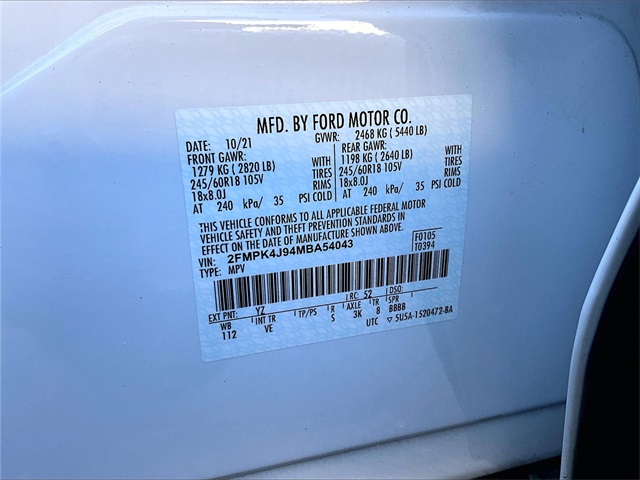 MFD. BY FORD MOTOR CO.
DATE: 10/21 GVWR: 2468 KG ( 5440 LB)
FRONT GAWR: REAR GAWR:
1279 KG ( 2820 LB) WITH 1198 KG ( 2640 LB) WITH
245/60R18 105V TIRES 245/60R18 105V TIRES
18x8.0J RIMS 18x8.0J RIMS
AT 240 kPa/ 35 PSI COLD AT 240 kPa/ 35 PSI COLD
THIS VEHICLE CONFORMS TO ALL APPLICABLE FEDERAL MOTOR
VEHICLE SAFETY AND THEFT PREVENTION STANDARDS IN
EFFECT ON THE DATE OF MANUFACTURE SHOWN ABOVE.
VIN: 2FMPK4J94MBA54043 F0105
TYPE: MPV T0394
EXT PNT: YZ RC: 52 DSO:
WB INT TR TP/PS R AXLE TR SPR
112 VE S 3K 8 BBBB
UTC 5U5A-1520472-BA